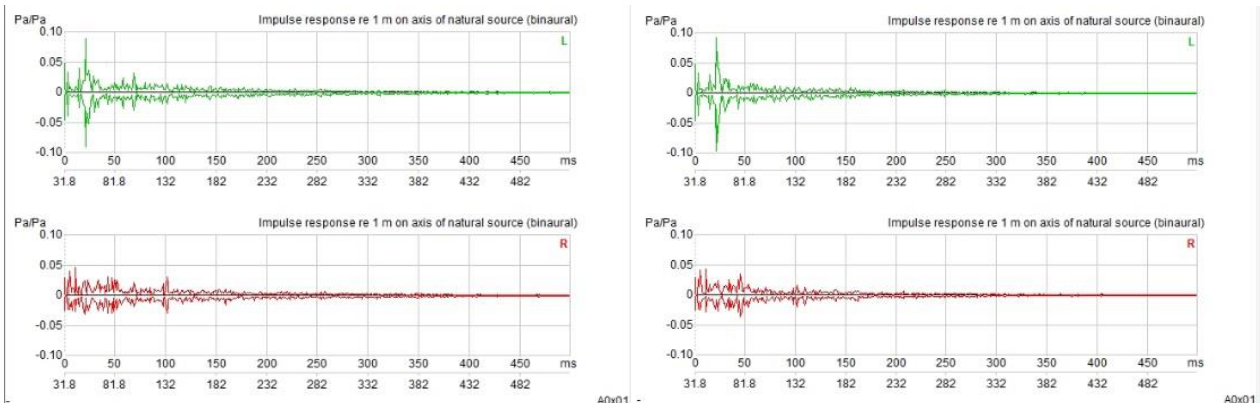 Pa/Pa Impulse response re 1 m on axis of natural source (binaural)
0.10 L
0.05
0
-0.05
-0.10
0 50 100 150 200 250 300 350 400 450 ms
31.8 81.8 132 182 232 282 332 382 432 482
Pa/Pa Impulse response re 1 m on axis of natural source (binaural)
0.10 R
0.05
0
-0.05
-0.10
0 50 100 150 200 250 300 350 400 450 ms
31.8 81.8 132 182 232 282 332 382 432 482
A0x01
Pa/Pa Impulse response re 1 m on axis of natural source (binaural)
0.10 L
0.05
0
-0.05
-0.10
0 50 100 150 200 250 300 350 400 450 ms
31.8 81.8 132 182 232 282 332 382 432 482
Pa/Pa Impulse response re 1 m on axis of natural source (binaural)
0.10 R
0.05
0
-0.05
-0.10
0 50 100 150 200 250 300 350 400 450 ms
31.8 81.8 132 182 232 282 332 382 432 482
A0x01